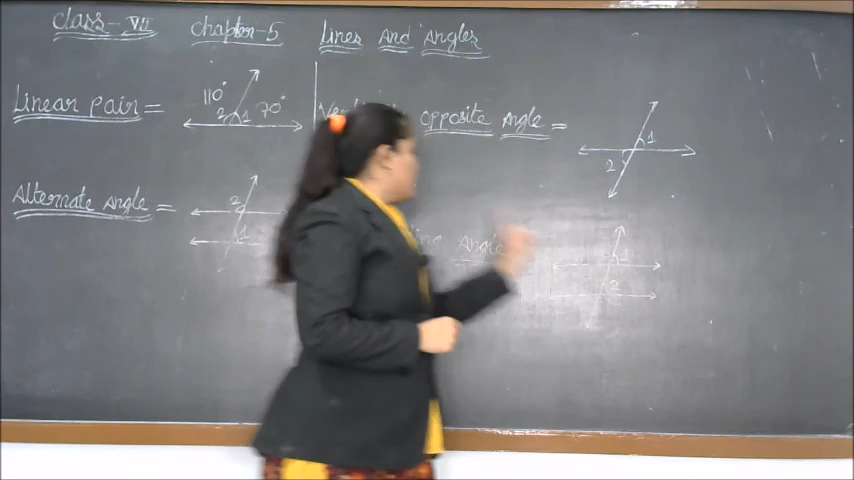 Class - VII Chapter-5 Lines And Angles
Linear pair = 110° 2 1 70°
opposite Angle = 1 2
Alternate Angle = 2 1
Angle 1 2